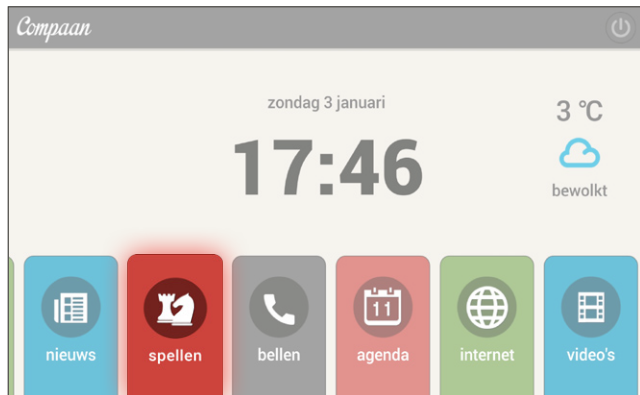 Compaan
zondag 3 januari
3 °C
17:46
bewolkt
11
nieuws
spellen
bellen
agenda
internet
video's